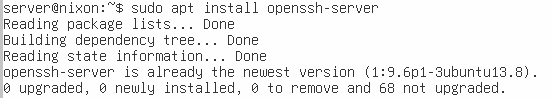 server@nixon:~$ sudo apt install openssh-server
Reading package lists... Done
Building dependency tree... Done
Reading state information... Done
openssh-server is already the newest version (1:9.6p1-3ubuntu13.8).
0 upgraded, 0 newly installed, 0 to remove and 68 not upgraded.